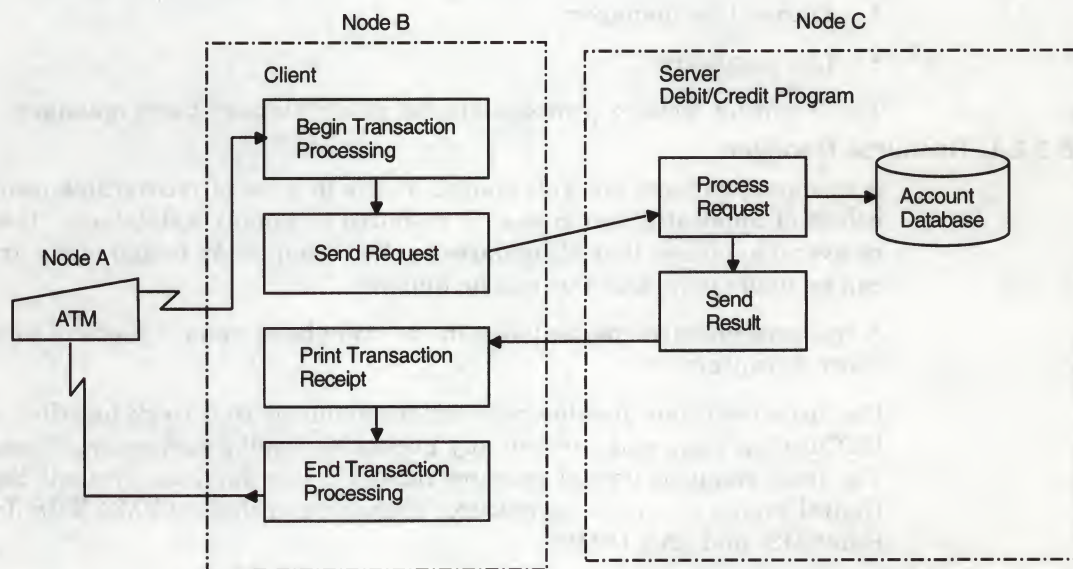 Node B
Node C
Client
Server
Debit/Credit Program
Begin Transaction
Processing
Process
Request
Account
Database
Send Request
Node A
ATM
Send
Result
Print Transaction
Receipt
End Transaction
Processing